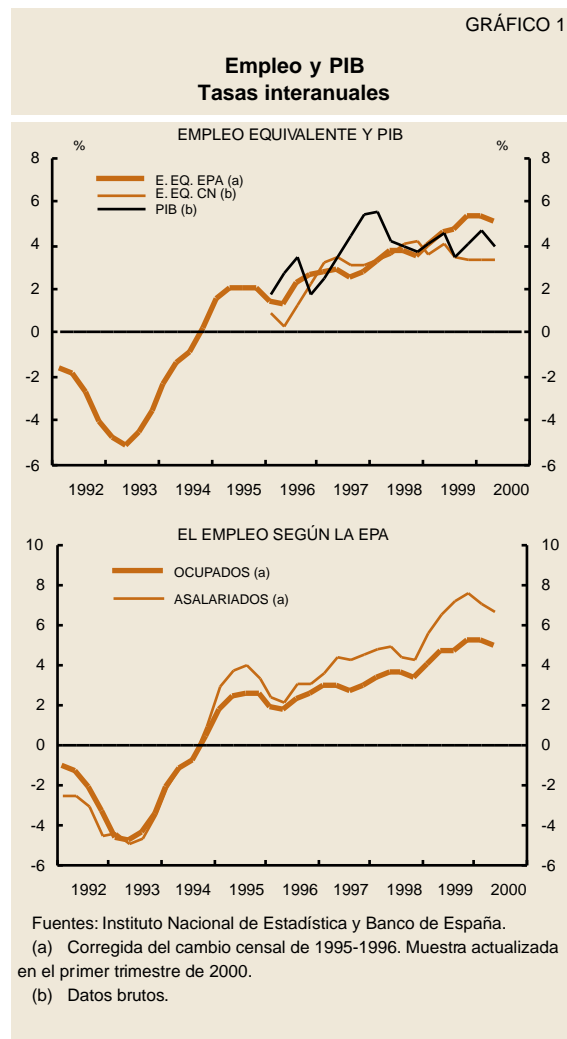 GRÁFICO 1
Empleo y PIB
Tasas interanuales
EMPLEO EQUIVALENTE Y PIB
% %
8 8
E. EQ. EPA (a)
E. EQ. CN (b)
PIB (b)
6 6
4 4
2 2
0 0
-2 -2
-4 -4
-6 -6
1992 1993 1994 1995 1996 1997 1998 1999 2000
EL EMPLEO SEGÚN LA EPA
10 10
OCUPADOS (a)
8 8
ASALARIADOS (a)
6 6
4 4
2 2
0 0
-2 -2
-4 -4
-6 -6
1992 1993 1994 1995 1996 1997 1998 1999 2000
Fuentes: Instituto Nacional de Estadística y Banco de España.
(a) Corregida del cambio censal de 1995-1996. Muestra actualizada
en el primer trimestre de 2000.
(b) Datos brutos.